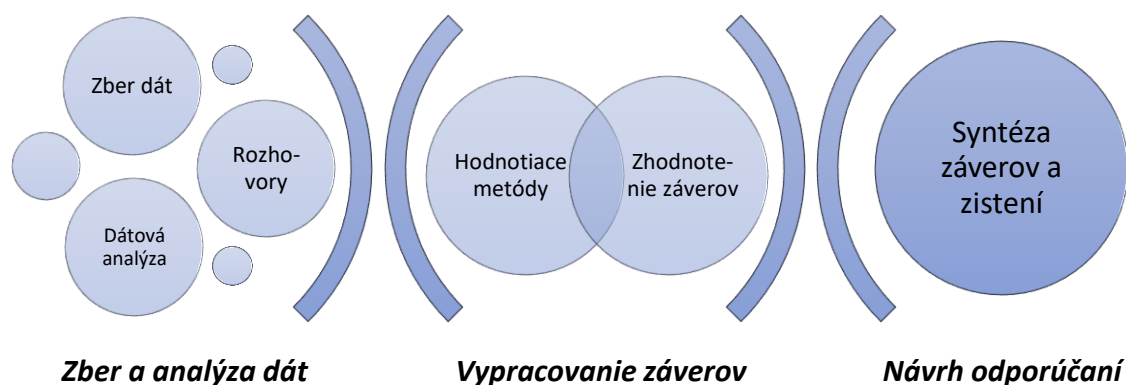 Zber dát
Rozho-
vory
Dátová
analýza
Hodnotiace
metódy
Zhodnote-
nie záverov
Syntéza
záverov a
zistení
Zber a analýza dát
Vypracovanie záverov
Návrh odporúčaní